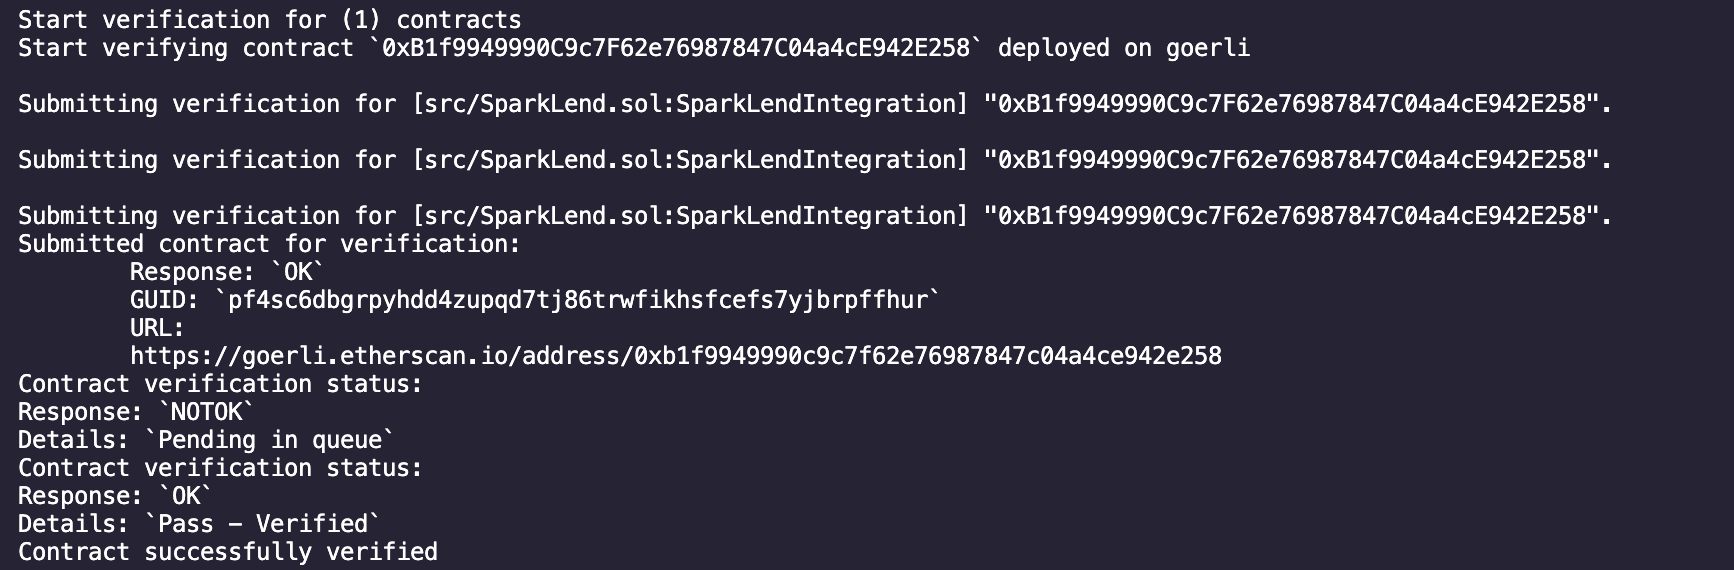 Start verification for (1) contracts
Start verifying contract `0xB1f9949990C9c7F62e76987847C04a4cE942E258` deployed on goerli
Submitting verification for [src/SparkLend.sol:SparkLendIntegration] "0xB1f9949990C9c7F62e76987847C04a4cE942E258".
Submitting verification for [src/SparkLend.sol:SparkLendIntegration] "0xB1f9949990C9c7F62e76987847C04a4cE942E258".
Submitting verification for [src/SparkLend.sol:SparkLendIntegration] "0xB1f9949990C9c7F62e76987847C04a4cE942E258".
Submitted contract for verification:
Response: `OK`
GUID: `pf4sc6dbgrpyhdd4zupqd7tj86trwfikhsfcefs7yjbrpffhur`
URL:
https://goerli.etherscan.io/address/0xb1f9949990c9c7f62e76987847c04a4ce942e258
Contract verification status:
Response: `NOTOK`
Details: `Pending in queue`
Contract verification status:
Response: `OK`
Details: `Pass - Verified`
Contract successfully verified